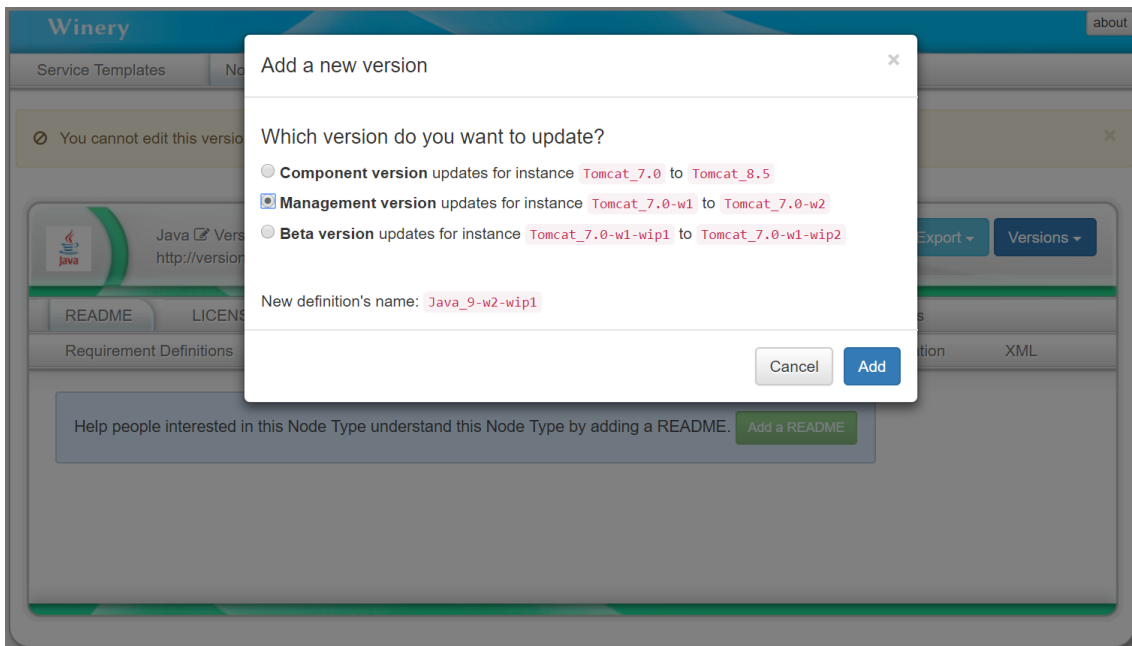 Winery
about
Service Templates No
Add a new version ×
You cannot edit this versio ×
Which version do you want to update?
Component version updates for instance Tomcat_7.0 to Tomcat_8.5
Management version updates for instance Tomcat_7.0-w1 to Tomcat_7.0-w2
Beta version updates for instance Tomcat_7.0-w1-wip1 to Tomcat_7.0-w1-wip2
Java Vers
http://version
Java
Export Versions
New definition's name: Java_9-w2-wip1
README LICENS s
Requirement Definitions ation XML
Cancel Add
Help people interested in this Node Type understand this Node Type by adding a README. Add a README